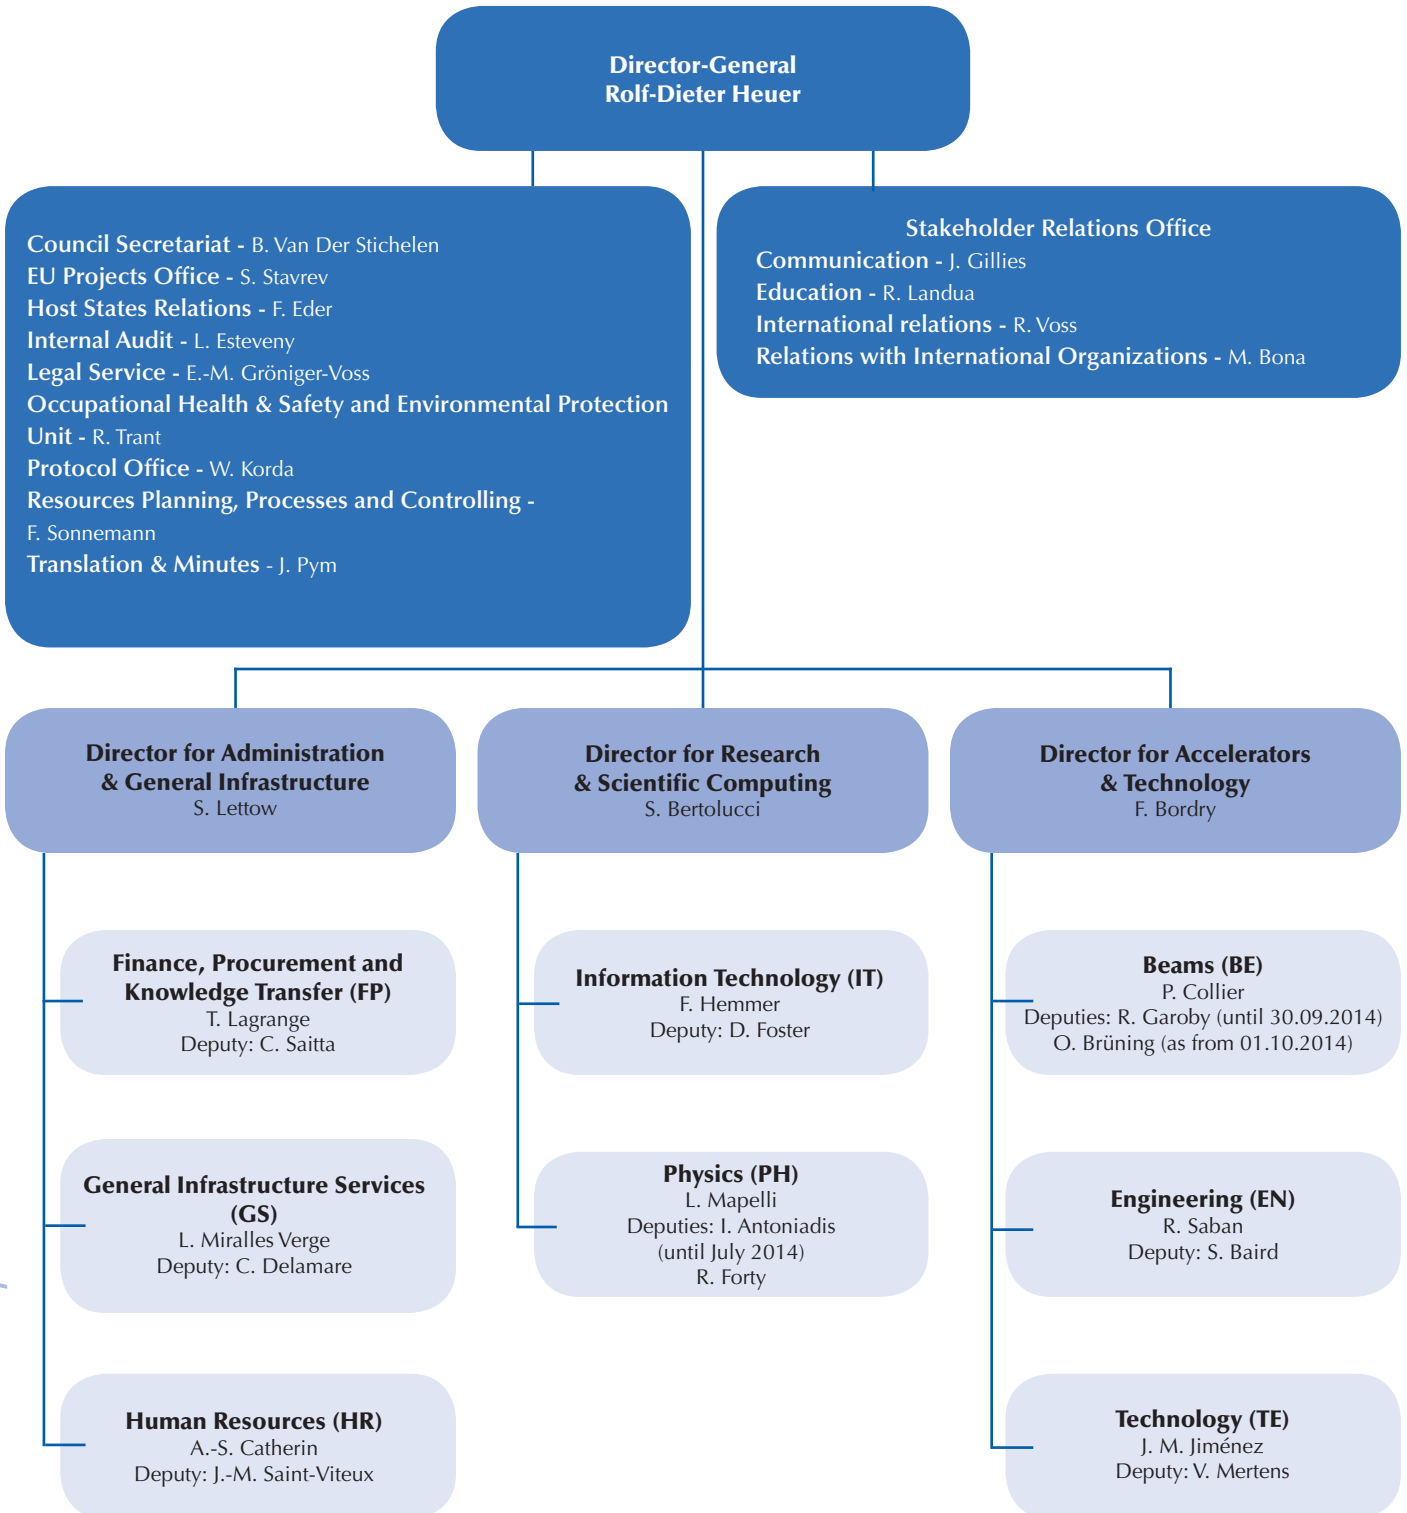 Director-General
Rolf-Dieter Heuer
Council Secretariat - B. Van Der Stichelen
EU Projects Office - S. Stavrev
Host States Relations - F. Eder
Internal Audit - L. Esteveny
Legal Service - E.-M. Gröniger-Voss
Occupational Health & Safety and Environmental Protection
Unit - R. Trant
Protocol Office - W. Korda
Resources Planning, Processes and Controlling -
F. Sonnemann
Translation & Minutes - J. Pym
Stakeholder Relations Office
Communication - J. Gillies
Education - R. Landua
International relations - R. Voss
Relations with International Organizations - M. Bona
Director for Administration
& General Infrastructure
S. Lettow
Director for Research
& Scientific Computing
S. Bertolucci
Director for Accelerators
& Technology
F. Bordry
Finance, Procurement and
Knowledge Transfer (FP)
T. Lagrange
Deputy: C. Saitta
General Infrastructure Services
(GS)
L. Miralles Verge
Deputy: C. Delamare
Human Resources (HR)
A.-S. Catherin
Deputy: J.-M. Saint-Viteux
Information Technology (IT)
F. Hemmer
Deputy: D. Foster
Physics (PH)
L. Mapelli
Deputies: I. Antoniadis
(until July 2014)
R. Forty
Beams (BE)
P. Collier
Deputies: R. Garoby (until 30.09.2014)
O. Brüning (as from 01.10.2014)
Engineering (EN)
R. Saban
Deputy: S. Baird
Technology (TE)
J. M. Jiménez
Deputy: V. Mertens